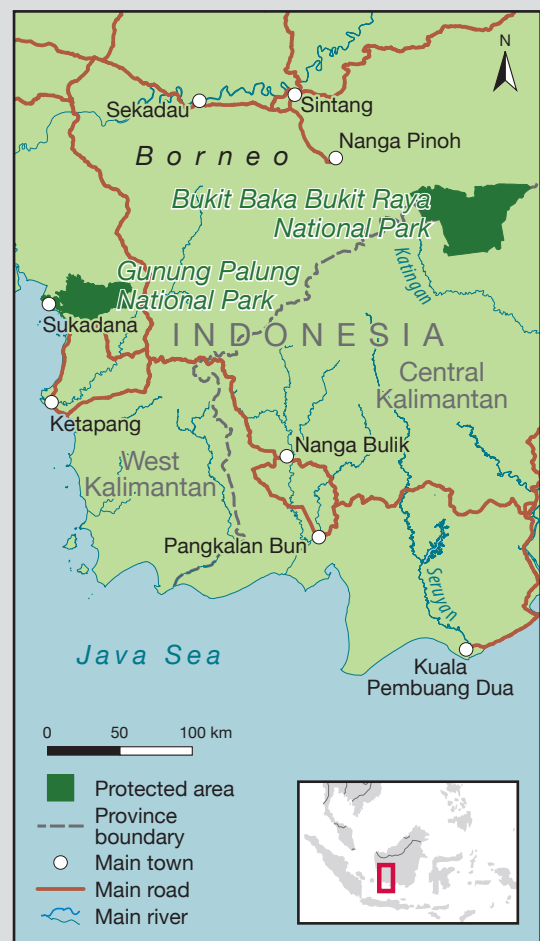 N
Sekadau
Sintang
Nanga Pinoh
Borneo
Bukit Baka Bukit Raya
National Park
Katingan
Gunung Palung
National Park
Sukadana
INDONESIA
Central
Kalimantan
Ketapang
Nanga Bulik
West
Kalimantan
Pangkalan Bun
Seruyan
Java Sea
Kuala
Pembuang Dua
0 50 100 km
Protected area
Province
boundary
Main town
Main road
Main river